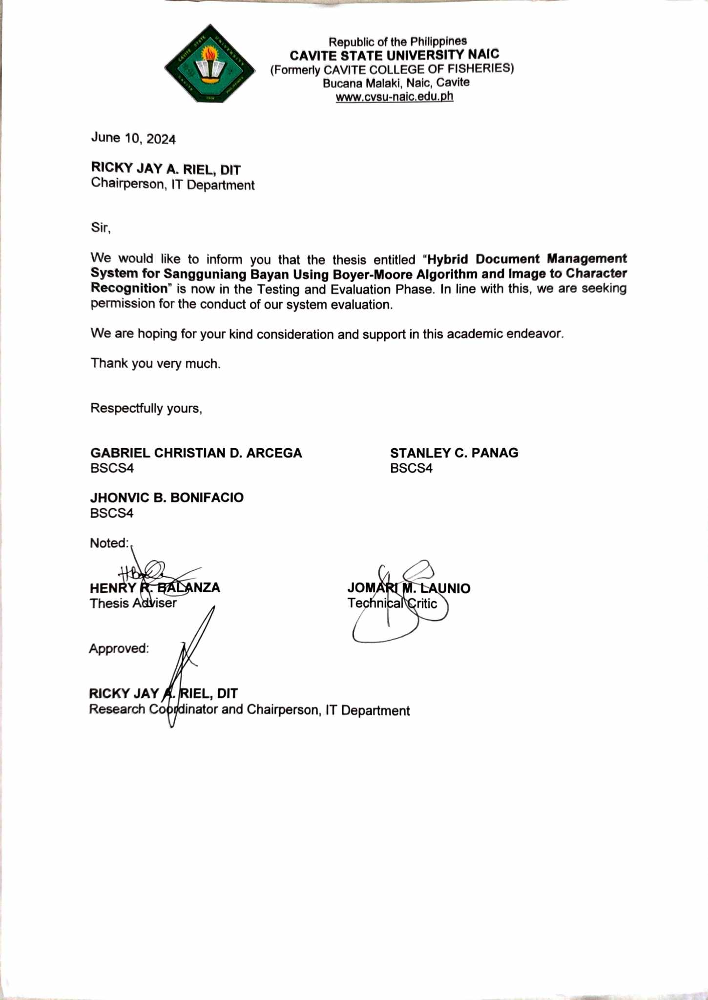 CAVITE STATE UNIVERSITY
CAVITE
PHILIPPINES
1906
Republic of the Philippines
CAVITE STATE UNIVERSITY NAIC
(Formerly CAVITE COLLEGE OF FISHERIES)
Bucana Malaki, Naic, Cavite
www.cvsu-naic.edu.ph
June 10, 2024
RICKY JAY A. RIEL, DIT
Chairperson, IT Department
Sir,
We would like to inform you that the thesis entitled “Hybrid Document Management
System for Sangguniang Bayan Using Boyer-Moore Algorithm and Image to Character
Recognition” is now in the Testing and Evaluation Phase. In line with this, we are seeking
permission for the conduct of our system evaluation.
We are hoping for your kind consideration and support in this academic endeavor.
Thank you very much.
Respectfully yours,
GABRIEL CHRISTIAN D. ARCEGA STANLEY C. PANAG
BSCS4 BSCS4
JHONVIC B. BONIFACIO
BSCS4
Noted:
HENRY R. BALANZA JOMARI M. LAUNIO
Thesis Adviser Technical Critic
Approved:
RICKY JAY A. RIEL, DIT
Research Coordinator and Chairperson, IT Department